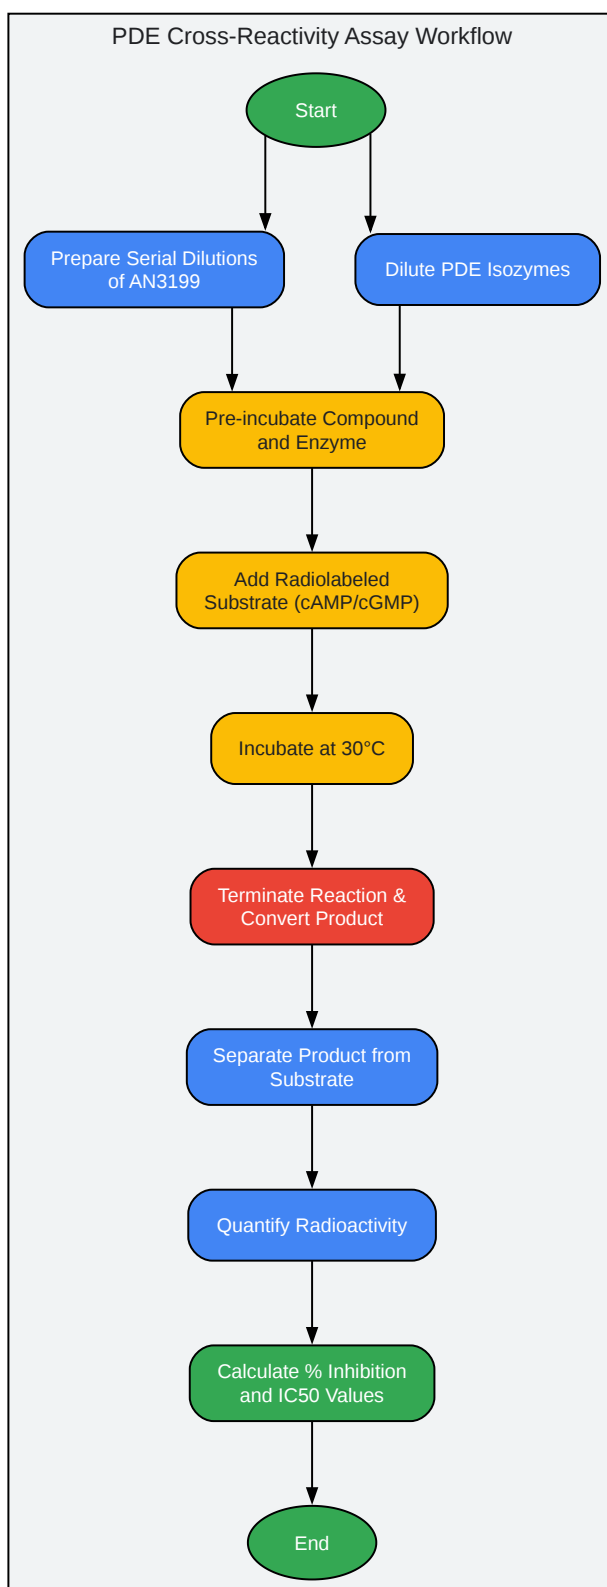 PDE Cross-Reactivity Assay Workflow
Start
Prepare Serial Dilutions
of AN3199
Dilute PDE Isozymes
Pre-incubate Compound
and Enzyme
Add Radiolabeled
Substrate (cAMP/cGMP)
Incubate at 30°C
Terminate Reaction &
Convert Product
Separate Product from
Substrate
Quantify Radioactivity
Calculate % Inhibition
and IC50 Values
End